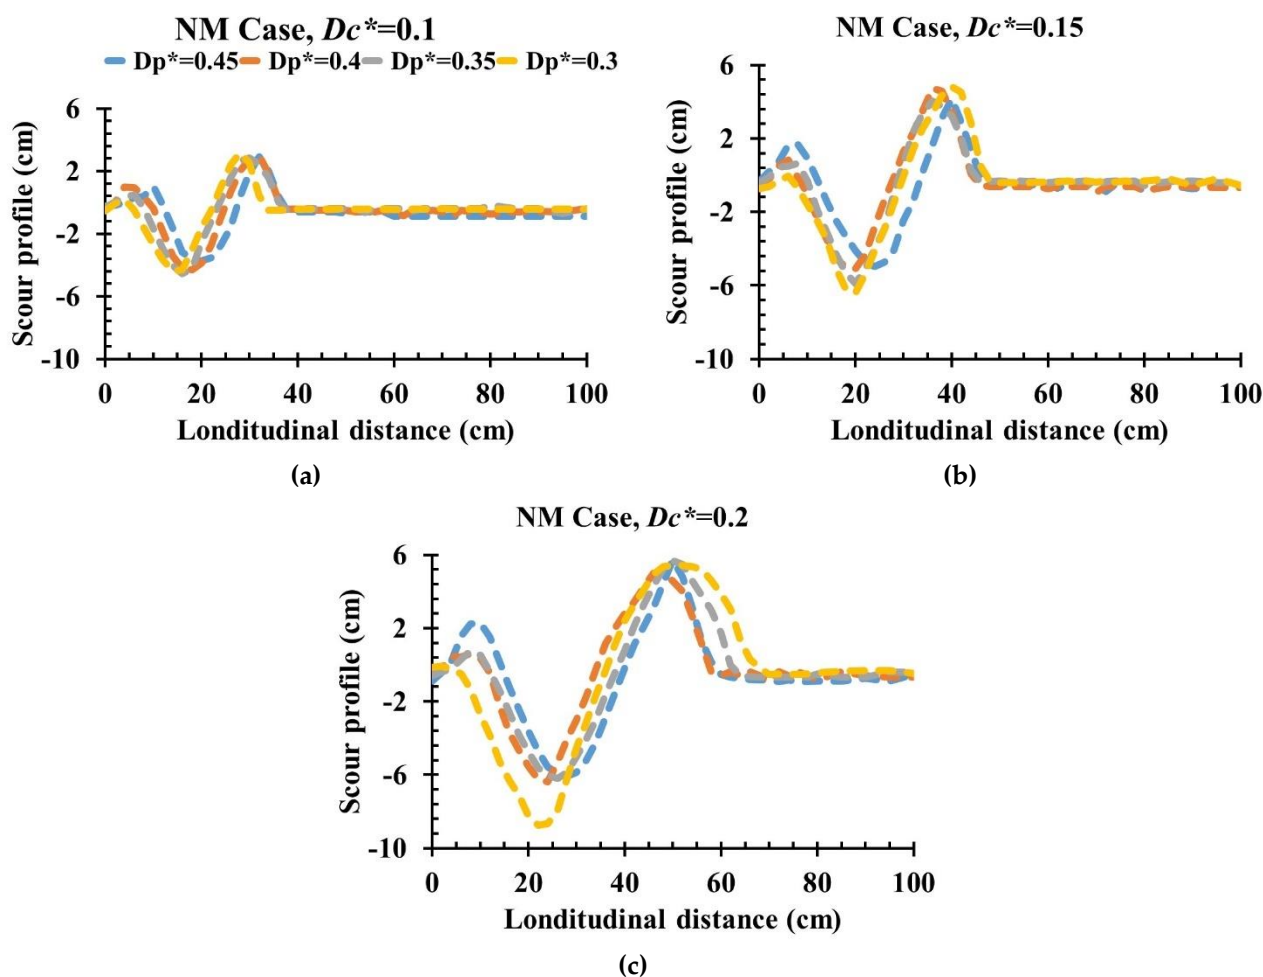 NM Case, Dc*=0.1
Dp*=0.45 Dp*=0.4 Dp*=0.35 Dp*=0.3
6
2
-2
-6
-10
Scour profile (cm)
0 20 40 60 80 100
Londitudinal distance (cm)
(a)
NM Case, Dc*=0.15
6
2
-2
-6
-10
Scour profile (cm)
0 20 40 60 80 100
Londitudinal distance (cm)
(b)
NM Case, Dc*=0.2
6
2
-2
-6
-10
Scour profile (cm)
0 20 40 60 80 100
Londitudinal distance (cm)
(c)